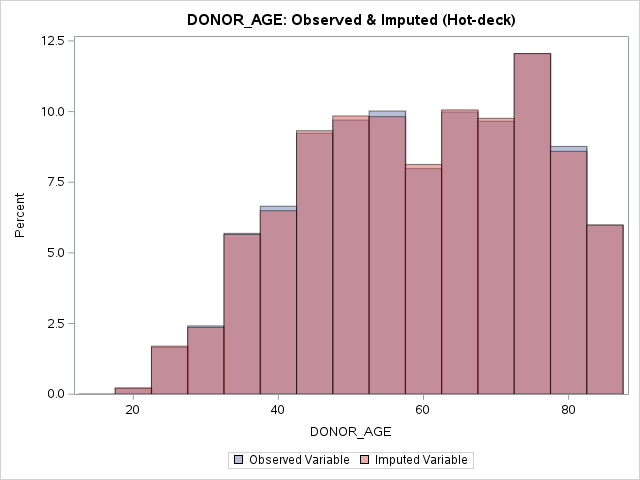 DONOR_AGE: Observed & Imputed (Hot-deck)
12.5
10.0
7.5
5.0
2.5
0.0
Percent
20 40 60 80
DONOR_AGE
Observed Variable Imputed Variable